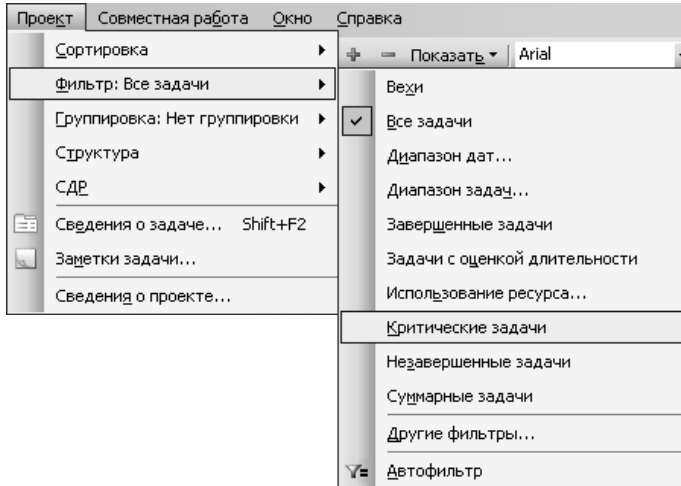 Проект Совместная работа Окно Справка
Сортировка
Показать Arial
Фильтр: Все задачи
Группировка: Нет группировки
Структура
СДР
Сведения о задаче... Shift+F2
Заметки задачи...
Сведения о проекте...
Вехи
Все задачи
Диапазон дат...
Диапазон задач...
Завершенные задачи
Задачи с оценкой длительности
Использование ресурса...
Критические задачи
Незавершенные задачи
Суммарные задачи
Другие фильтры...
Автофильтр